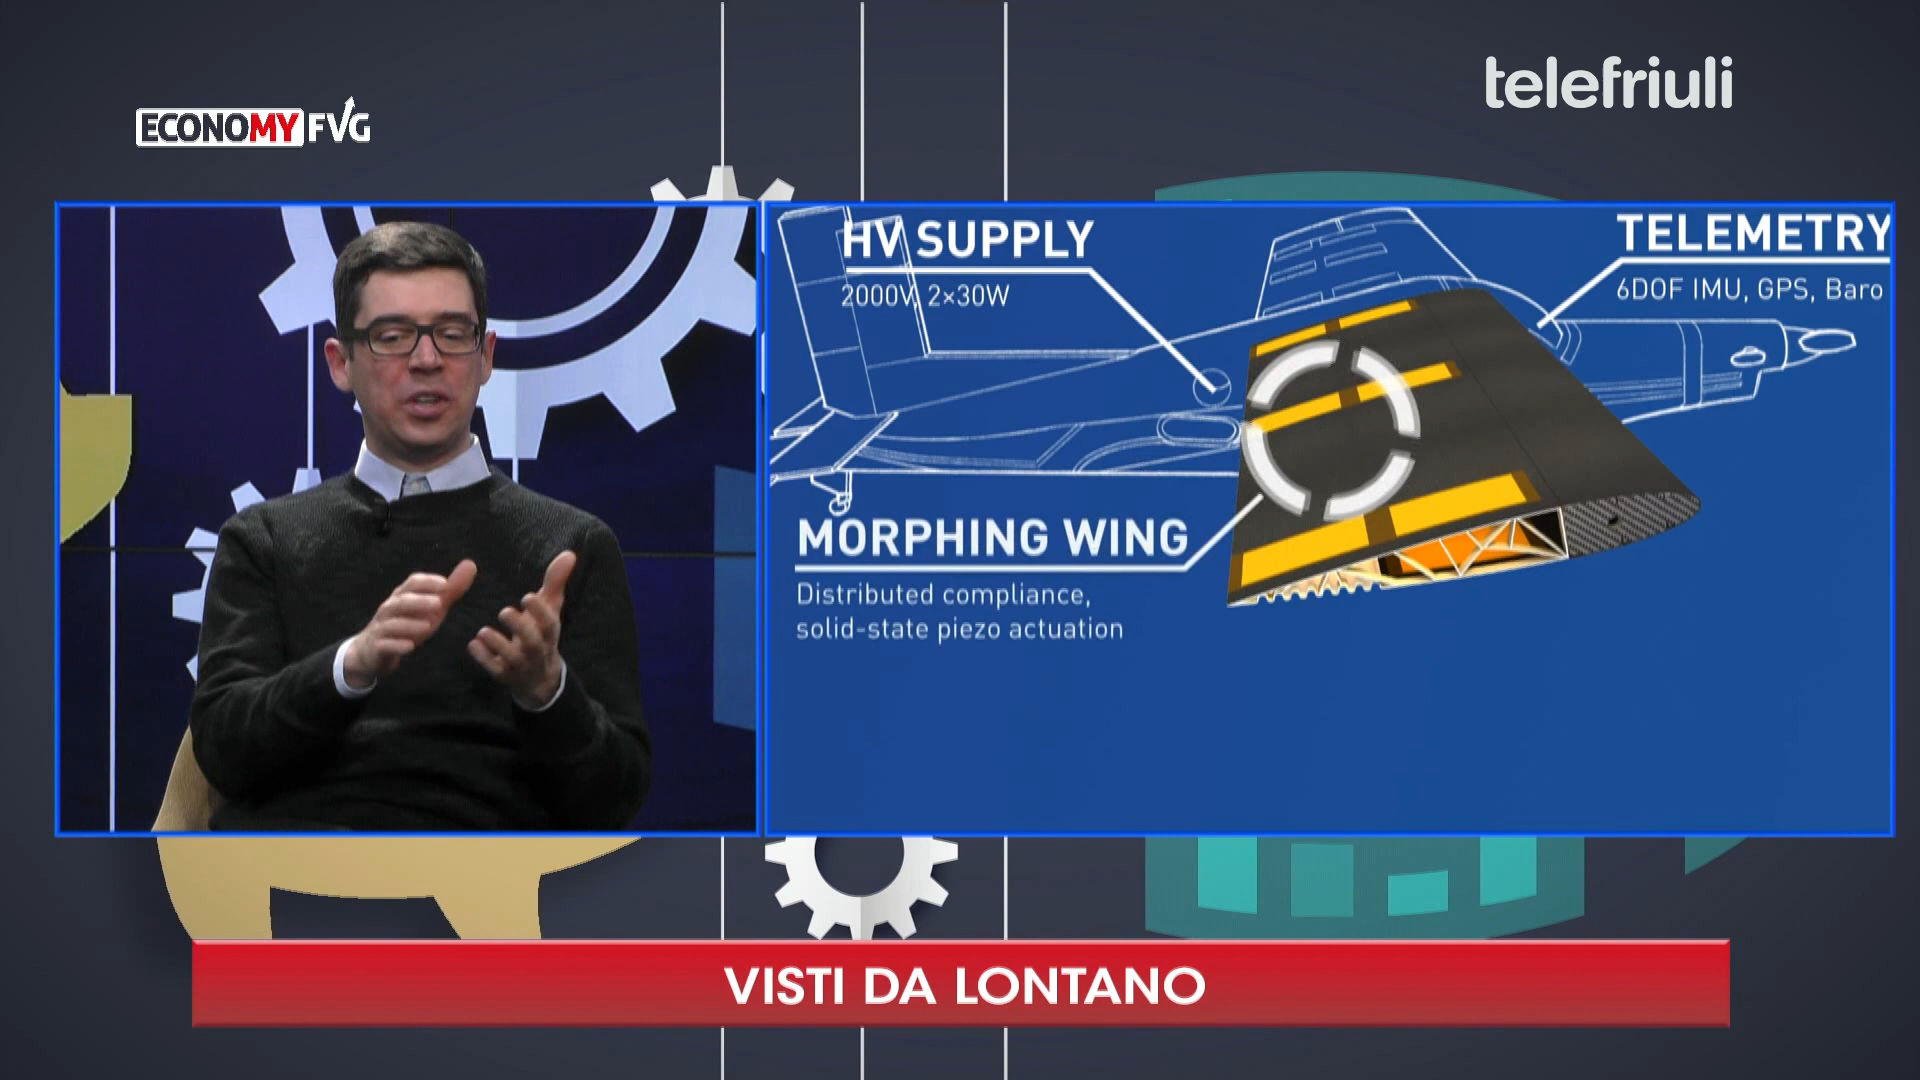 telefriuli
ECONOMY FVG
HV SUPPLY
2000V, 2×30W
TELEMETRY
6DOF IMU, GPS, Baro
MORPHING WING
Distributed compliance,
solid-state piezo actuation
VISTI DA LONTANO